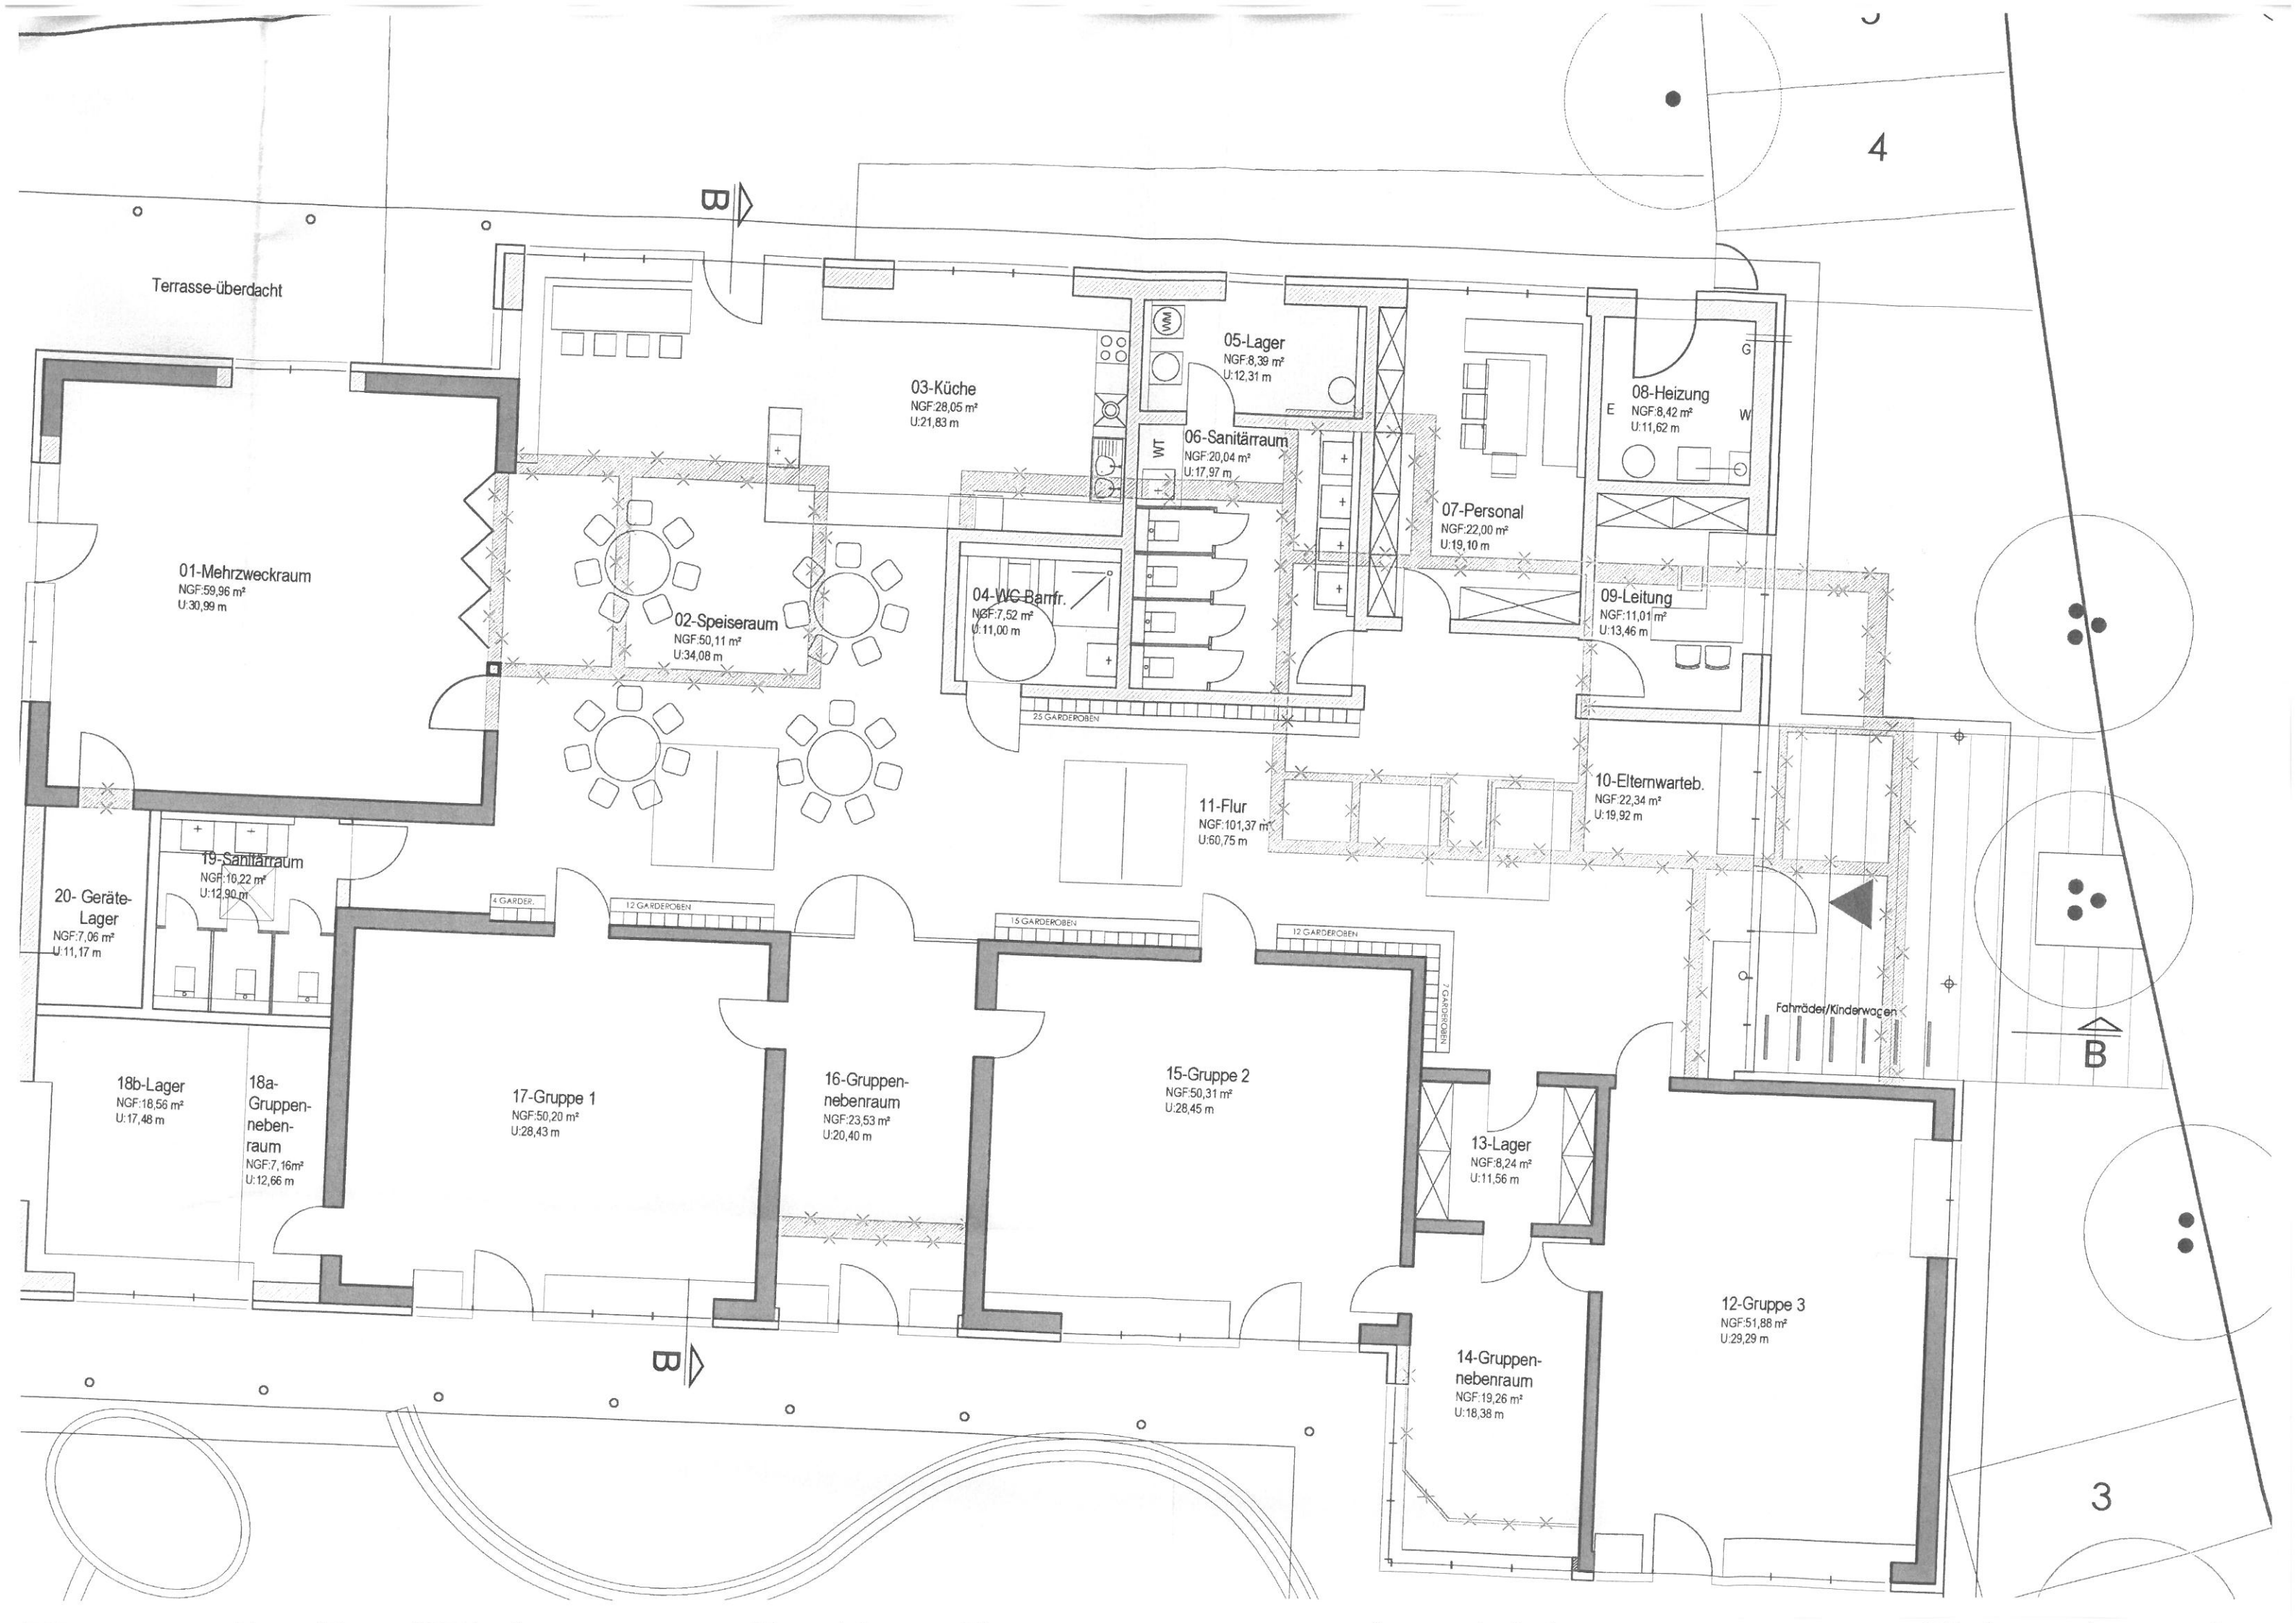 4
B
Terrasse-überdacht
05-Lager
NGF:8,39 m²
U:12,31 m
03-Küche
NGF:28,05 m²
U:21,83 m
08-Heizung
NGF:8,42 m²
U:11,62 m
G
E
W
WT
06-Sanitärraum
NGF:20,04 m²
U:17,97 m
07-Personal
NGF:22,00 m²
U:19,10 m
01-Mehrzweckraum
NGF:59,96 m²
U:30,99 m
02-Speiseraum
NGF:50,11 m²
U:34,08 m
04-WC Barrfr.
NGF:7,52 m²
U:11,00 m
09-Leitung
NGF:11,01 m²
U:13,46 m
25 GARDEROBEN
10-Elternwarteb.
NGF:22,34 m²
U:19,92 m
11-Flur
NGF:101,37 m²
U:60,75 m
19-Sanitärraum
NGF:10,22 m²
U:12,90 m
20- Geräte-
Lager
NGF:7,06 m²
U:11,17 m
4 GARDER.
12 GARDEROBEN
15 GARDEROBEN
12 GARDEROBEN
7 GARDEROBEN
Fahrräder/Kinderwagen
B
18b-Lager
NGF:18,56 m²
U:17,48 m
18a-
Gruppen-
neben-
raum
NGF:7,16m²
U:12,66 m
17-Gruppe 1
NGF:50,20 m²
U:28,43 m
16-Gruppen-
nebenraum
NGF:23,53 m²
U:20,40 m
15-Gruppe 2
NGF:50,31 m²
U:28,45 m
13-Lager
NGF:8,24 m²
U:11,56 m
12-Gruppe 3
NGF:51,88 m²
U:29,29 m
14-Gruppen-
nebenraum
NGF:19,26 m²
U:18,38 m
B
3